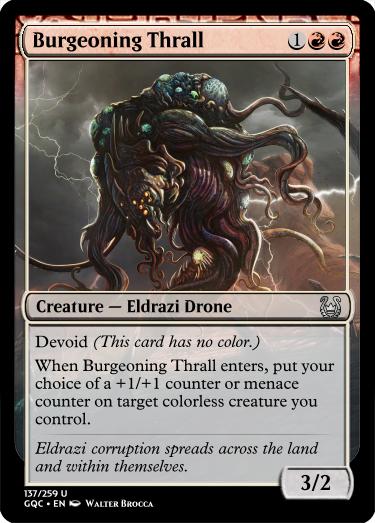 Burgeoning Thrall 1
Creature — Eldrazi Drone
Devoid (This card has no color.)
When Burgeoning Thrall enters, put your
choice of a +1/+1 counter or menace
counter on target colorless creature you
control.
Eldrazi corruption spreads across the land
and within themselves.
3/2
137/259 U
GQC • EN Walter Brocca